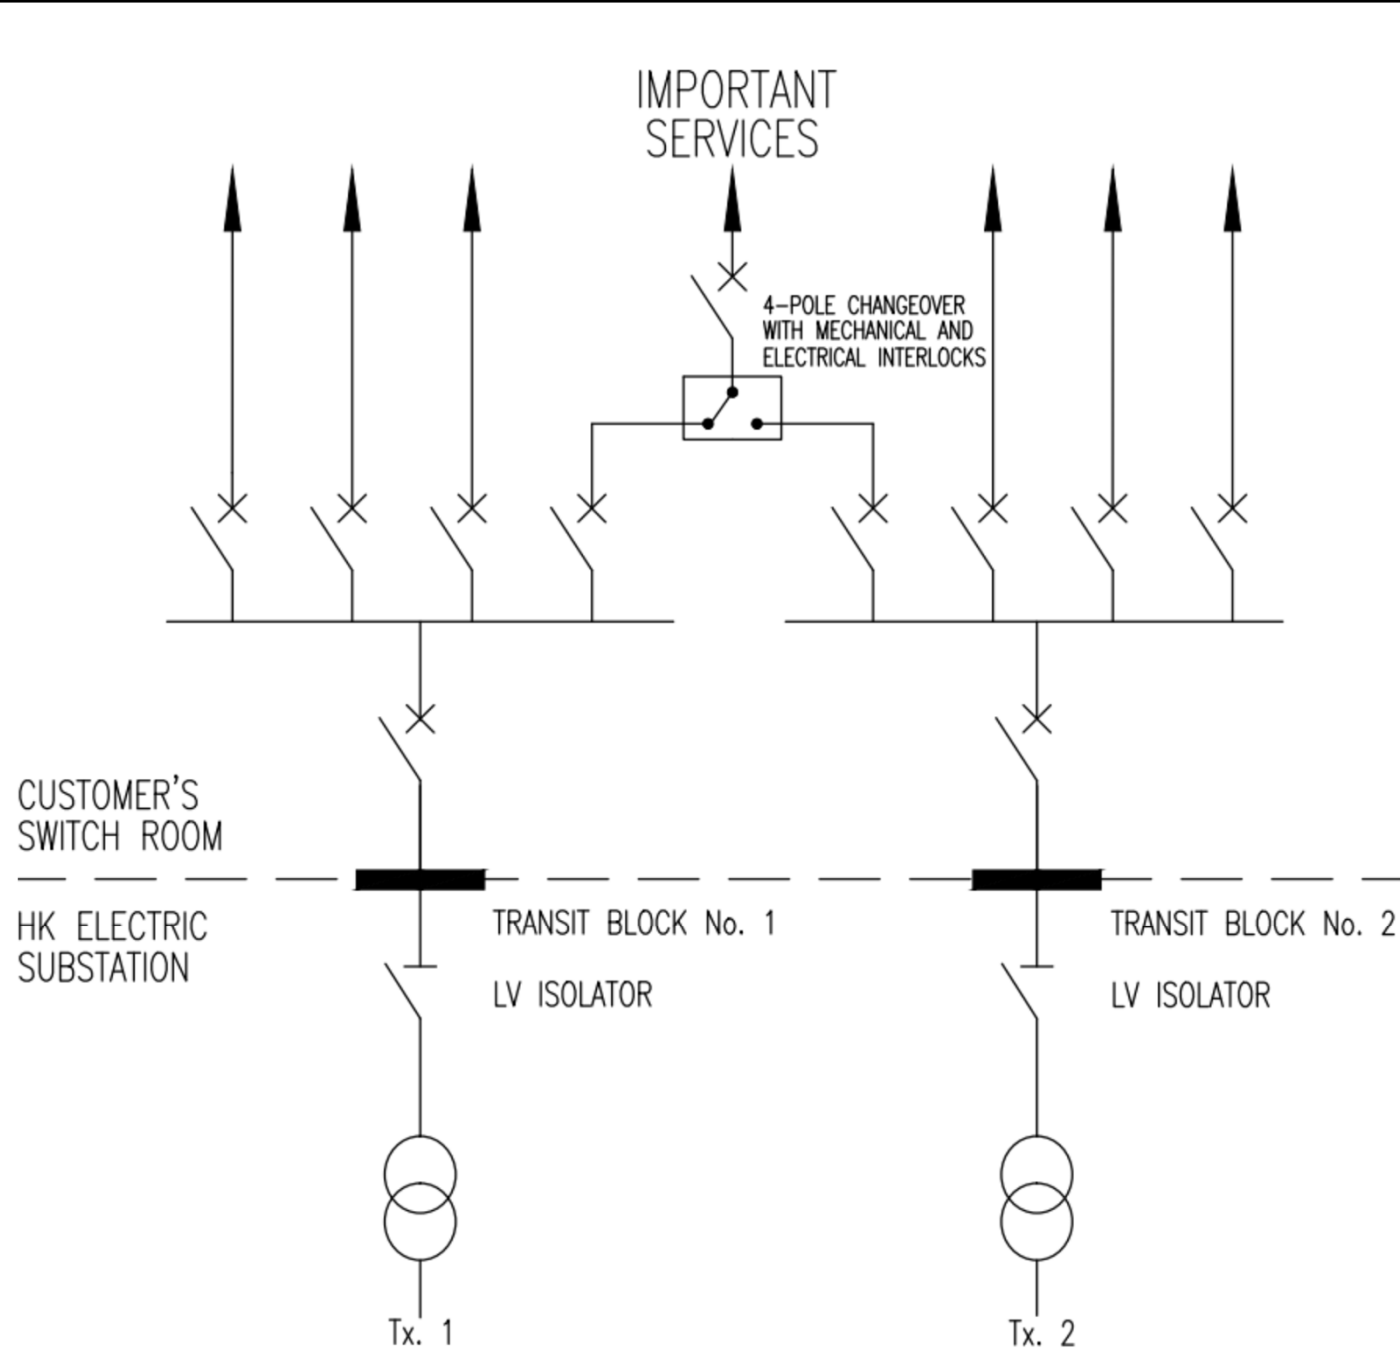 IMPORTANT
SERVICES
4-POLE CHANGEOVER
WITH MECHANICAL AND
ELECTRICAL INTERLOCKS
CUSTOMER'S
SWITCH ROOM
HK ELECTRIC
SUBSTATION
TRANSIT BLOCK No. 1
LV ISOLATOR
TRANSIT BLOCK No. 2
LV ISOLATOR
Tx. 1
Tx. 2